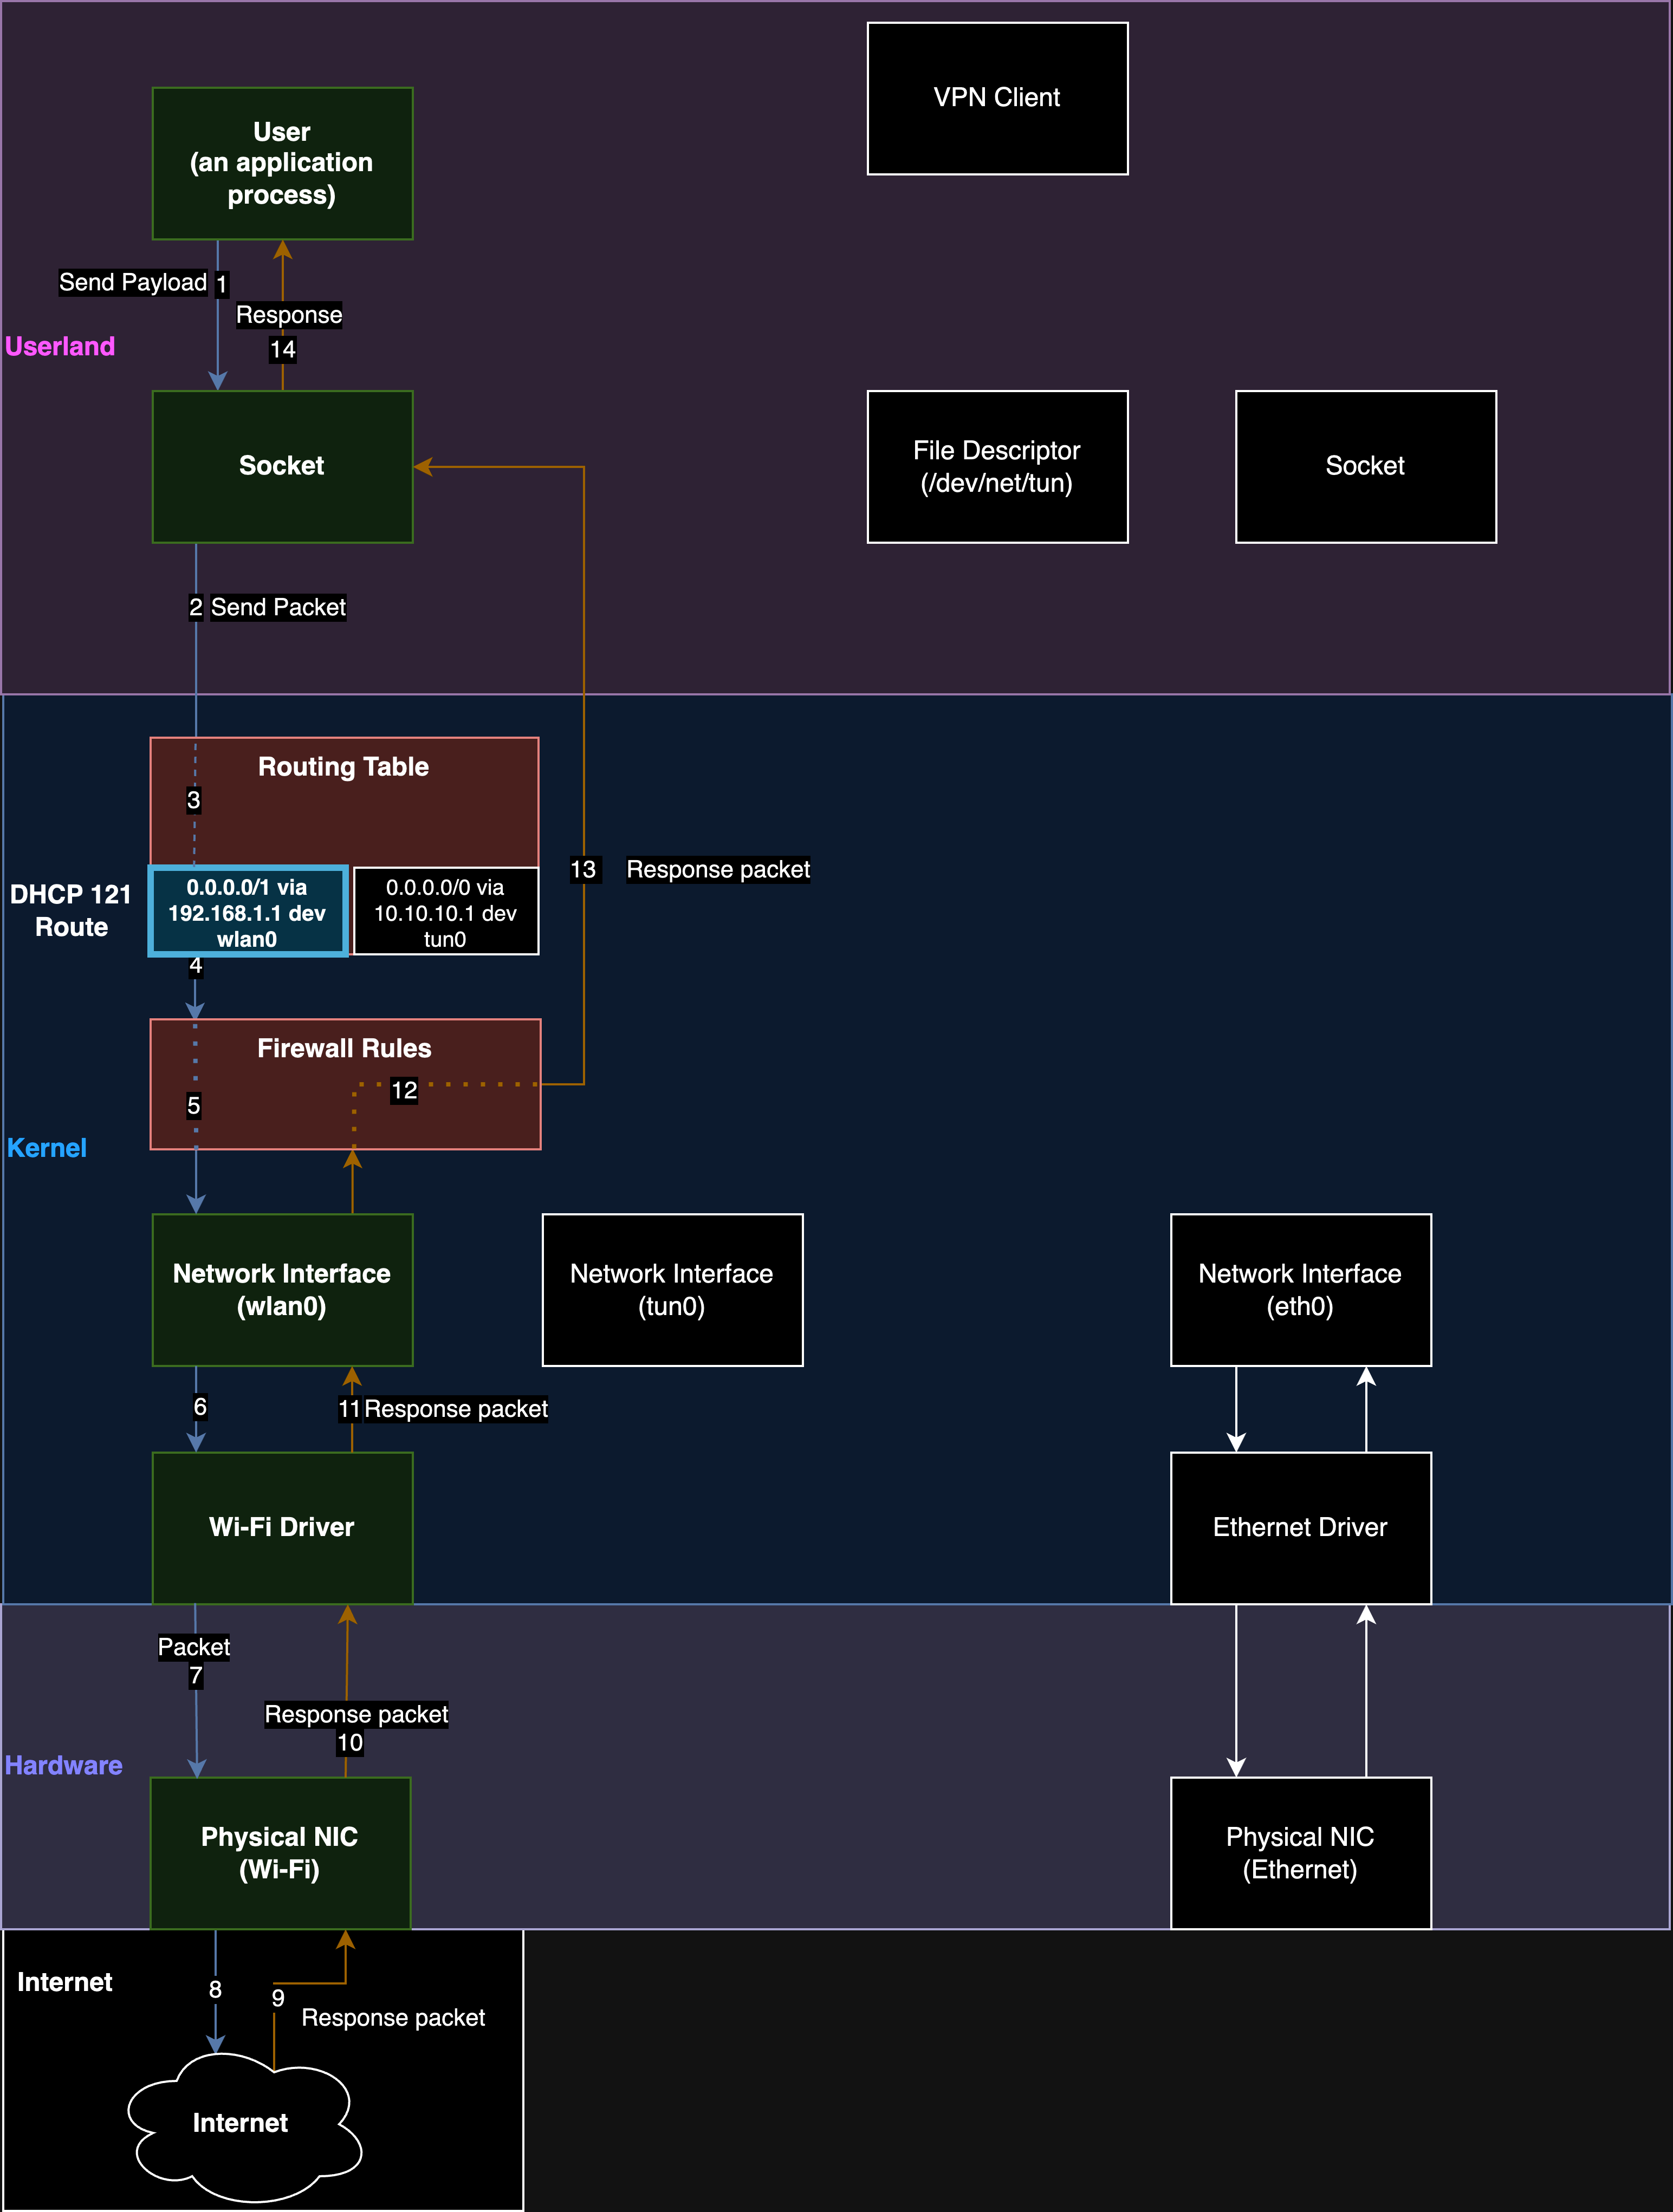 VPN Client
User
(an application
process)
Send Payload
1
Response
14
Userland
Socket
File Descriptor
(/dev/net/tun)
Socket
2
Send Packet
Routing Table
3
DHCP 121
Route
0.0.0.0/1 via
192.168.1.1 dev
wlan0
0.0.0.0/0 via
10.10.10.1 dev
tun0
13
Response packet
4
Firewall Rules
12
5
Kernel
Network Interface
(wlan0)
Network Interface
(tun0)
Network Interface
(eth0)
6
11
Response packet
Wi-Fi Driver
Ethernet Driver
Packet
7
Response packet
10
Hardware
Physical NIC
(Wi-Fi)
Physical NIC
(Ethernet)
Internet
8
9
Response packet
Internet